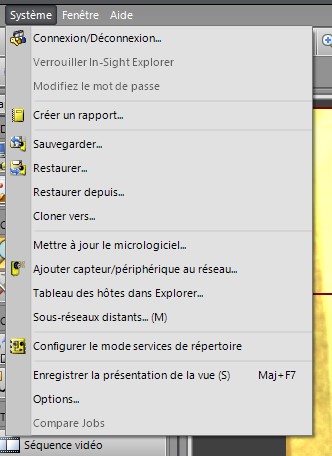 Système Fenêtre Aide
Connexion/Déconnexion...
Verrouiller In-Sight Explorer
Modifiez le mot de passe
Créer un rapport...
Sauvegarder...
Restaurer...
Restaurer depuis...
Cloner vers...
Mettre à jour le micrologiciel...
Ajouter capteur/périphérique au réseau...
Tableau des hôtes dans Explorer...
Sous-réseaux distants... (M)
Configurer le mode services de répertoire
Enregistrer la présentation de la vue (S) Maj+F7
Options...
Compare Jobs
Séquence vidéo